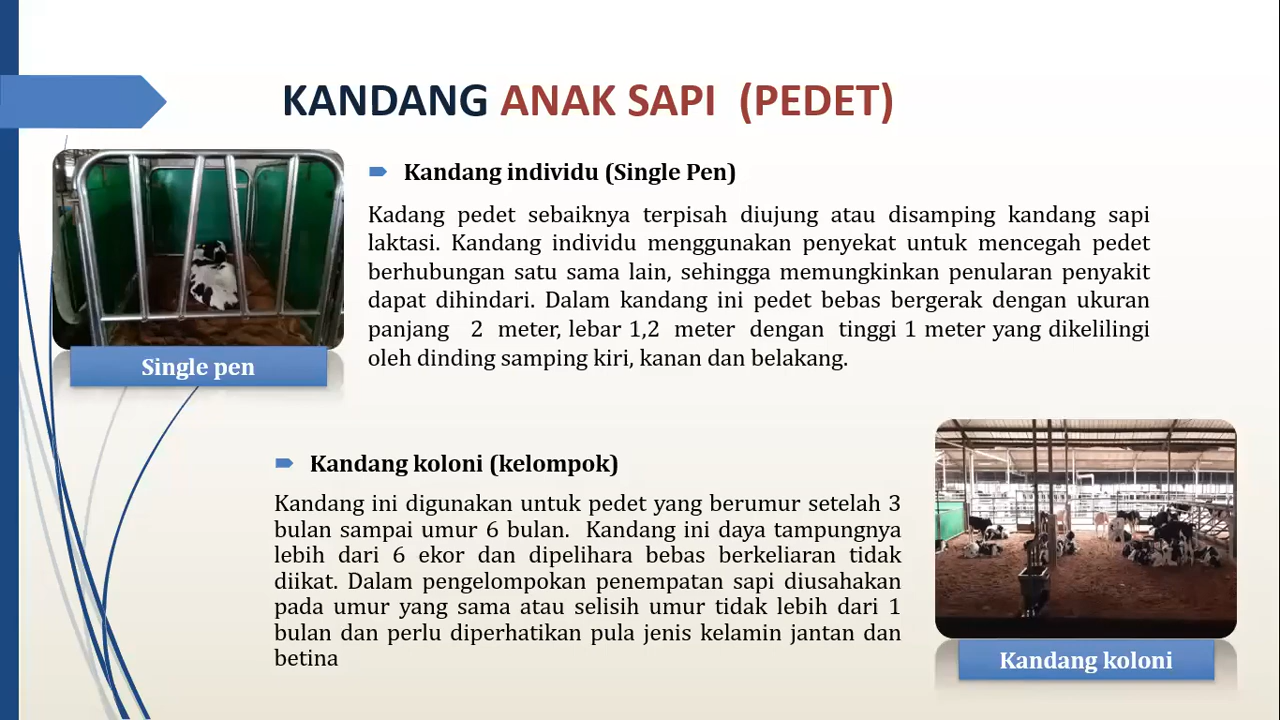 KANDANG ANAK SAPI (PEDET)
Kandang individu (Single Pen)
Kadang pedet sebaiknya terpisah diujung atau disamping kandang sapi
laktasi. Kandang individu menggunakan penyekat untuk mencegah pedet
berhubungan satu sama lain, sehingga memungkinkan penularan penyakit
dapat dihindari. Dalam kandang ini pedet bebas bergerak dengan ukuran
panjang 2 meter, lebar 1,2 meter dengan tinggi 1 meter yang dikelilingi
oleh dinding samping kiri, kanan dan belakang.
Single pen
Kandang koloni (kelompok)
Kandang ini digunakan untuk pedet yang berumur setelah 3
bulan sampai umur 6 bulan. Kandang ini daya tampungnya
lebih dari 6 ekor dan dipelihara bebas berkeliaran tidak
diikat. Dalam pengelompokan penempatan sapi diusahakan
pada umur yang sama atau selisih umur tidak lebih dari 1
bulan dan perlu diperhatikan pula jenis kelamin jantan dan
betina
Kandang koloni